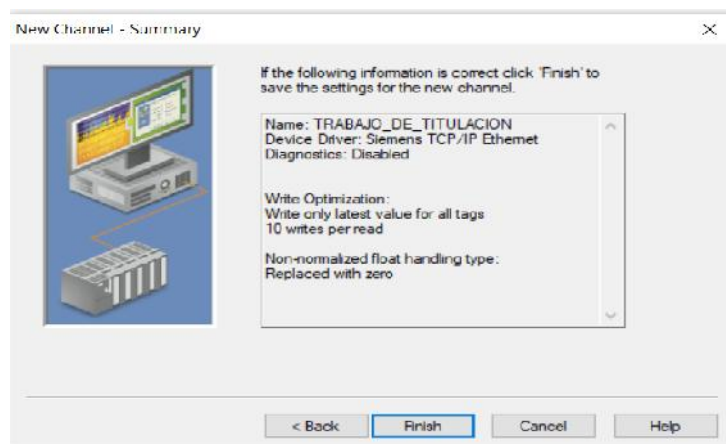 New Channel - Summary
If the following information is correct click 'Finish' to
save the settings for the new channel.
Name: TRABAJO_DE_TITULACION
Device Driver: Siemens TCP/IP Ethernet
Diagnostics: Disabled
Write Optimization:
Write only latest value for all tags
10 writes per read
Non-normalized float handling type:
Replaced with zero
< Back
Finish
Cancel
Help